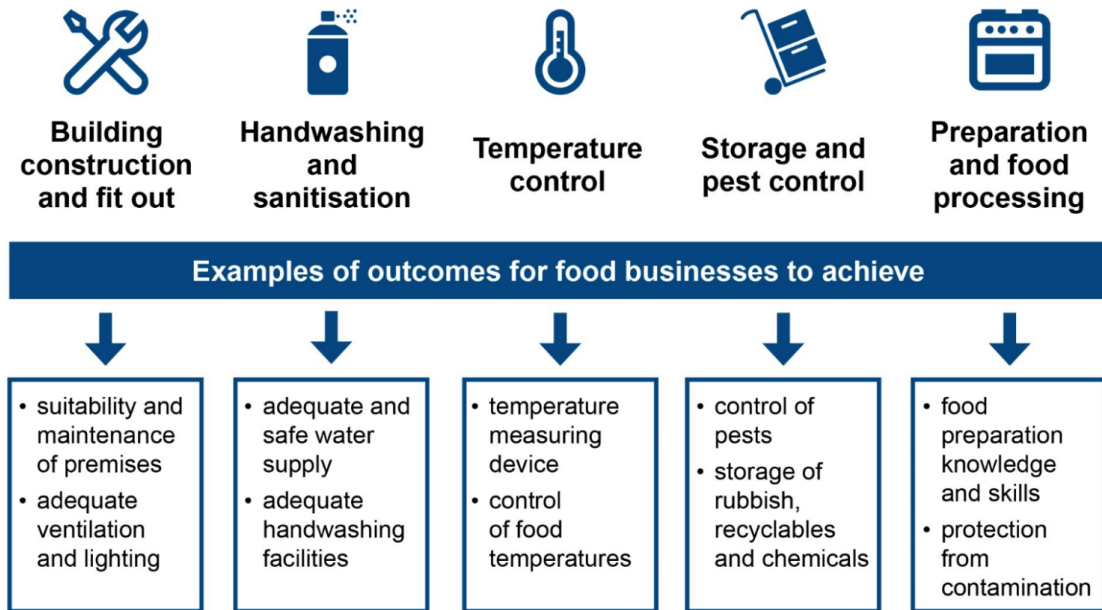 Building
construction
and fit out
Handwashing
and
sanitisation
Temperature
control
Storage and
pest control
Preparation
and food
processing
Examples of outcomes for food businesses to achieve
• suitability and
maintenance
of premises
• adequate
ventilation
and lighting
• adequate and
safe water
supply
• adequate
handwashing
facilities
• temperature
measuring
device
• control
of food
temperatures
• control of
pests
• storage of
rubbish,
recyclables
and chemicals
• food
preparation
knowledge
and skills
• protection
from
contamination